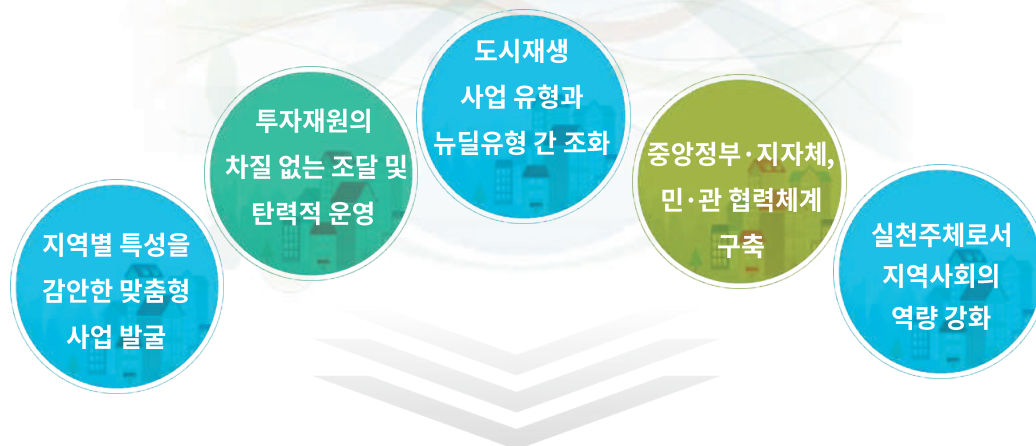 지역별 특성을
감안한 맞춤형
사업 발굴
투자재원의
차질 없는 조달 및
탄력적 운영
도시재생
사업 유형과
뉴딜유형 간 조화
중앙정부·지자체,
민·관 협력체계
구축
실천주체로서
지역사회의
역량 강화